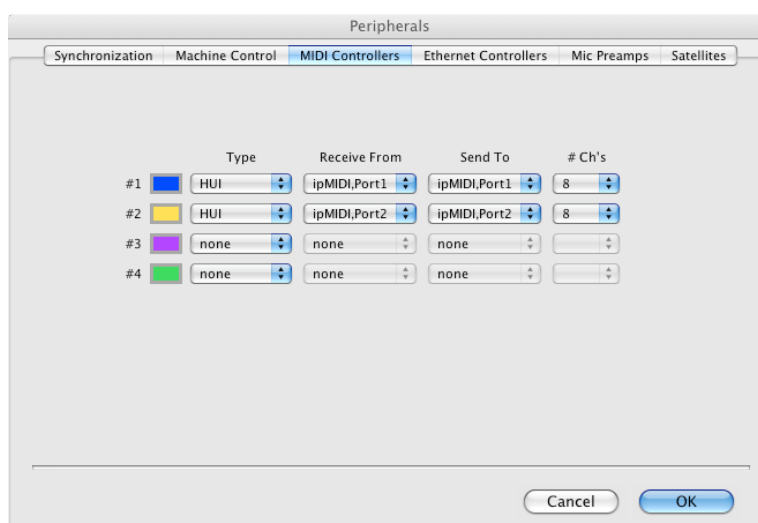 Peripherals
Synchronization Machine Control MIDI Controllers Ethernet Controllers Mic Preamps Satellites
Type Receive From Send To # Ch's
#1 HUI ipMIDI,Port1 ipMIDI,Port1 8
#2 HUI ipMIDI,Port2 ipMIDI,Port2 8
#3 none none none
#4 none none none
Cancel OK